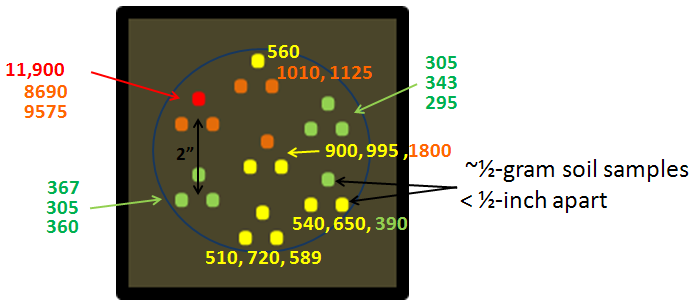 560
1010, 1125
11,900
8690
9575
305
343
295
2”
900, 995 ,1800
~½-gram soil samples
< ½-inch apart
367
305
360
540, 650, 390
510, 720, 589